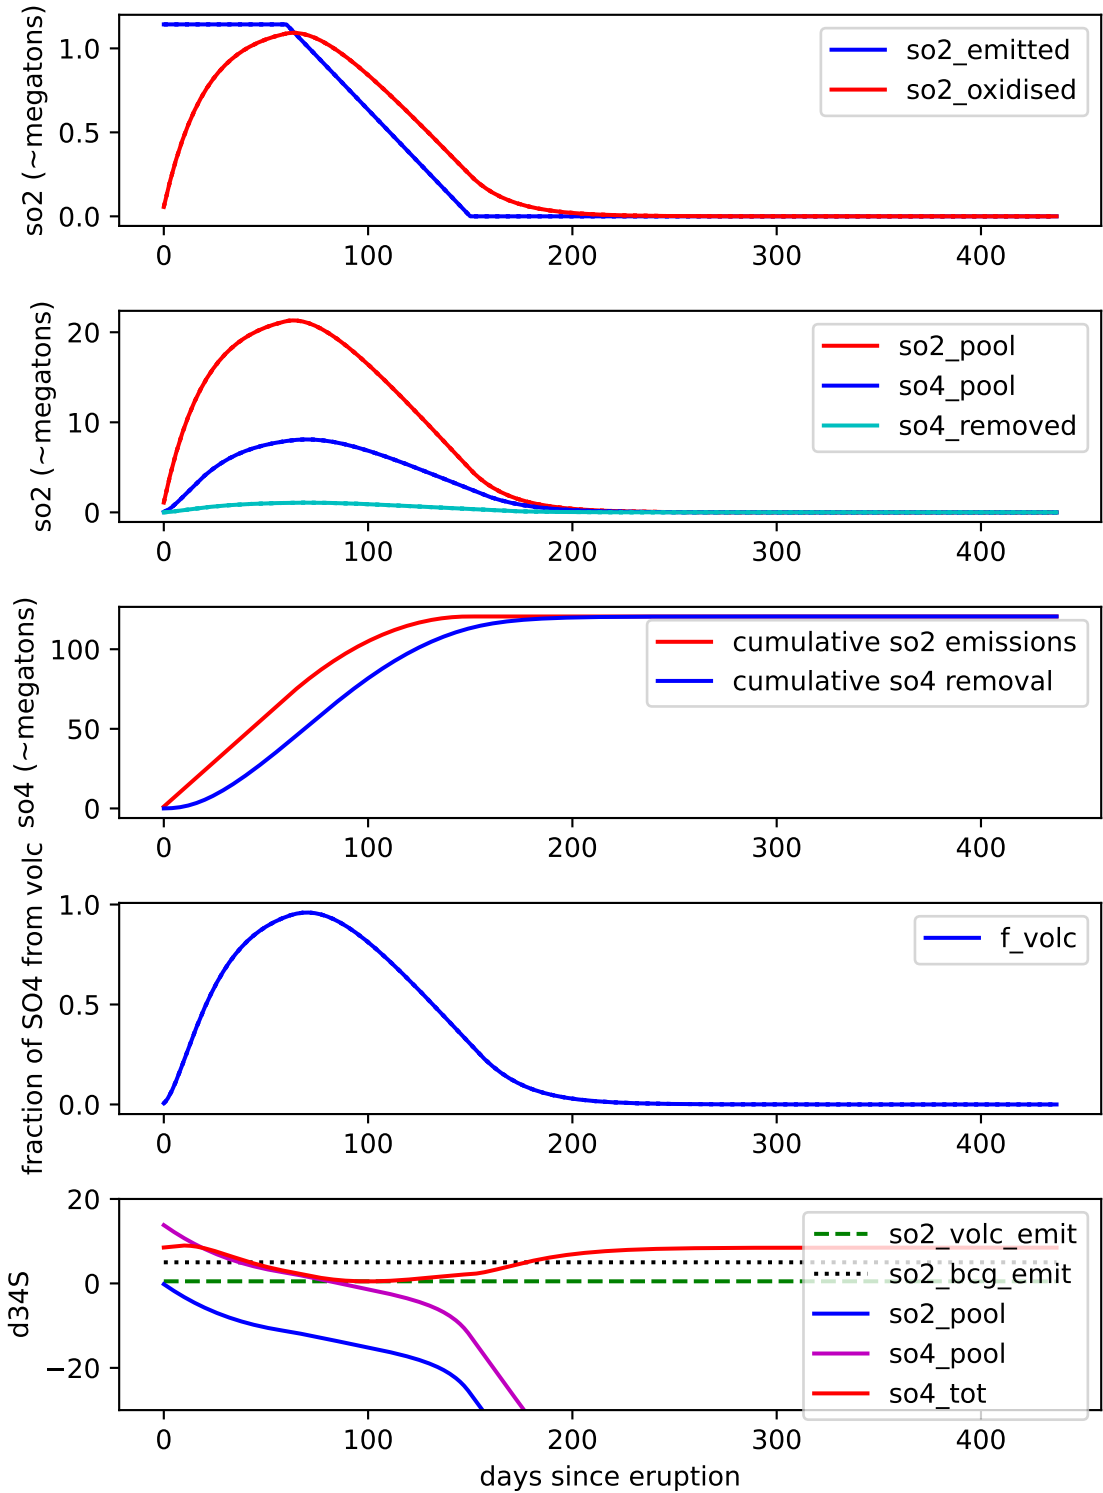 so2 (~megatons)
1.0
0.5
0.0
so2_emitted
so2_oxidised
0 100 200 300 400
so2 (~megatons)
20
10
0
so2_pool
so4_pool
so4_removed
0 100 200 300 400
so4 (~megatons)
100
50
0
cumulative so2 emissions
cumulative so4 removal
0 100 200 300 400
fraction of SO4 from volc
1.0
0.5
0.0
f_volc
0 100 200 300 400
d34S
20
0
−20
so2_volc_emit
so2_bcg_emit
so2_pool
so4_pool
so4_tot
0 100 200 300 400
days since eruption